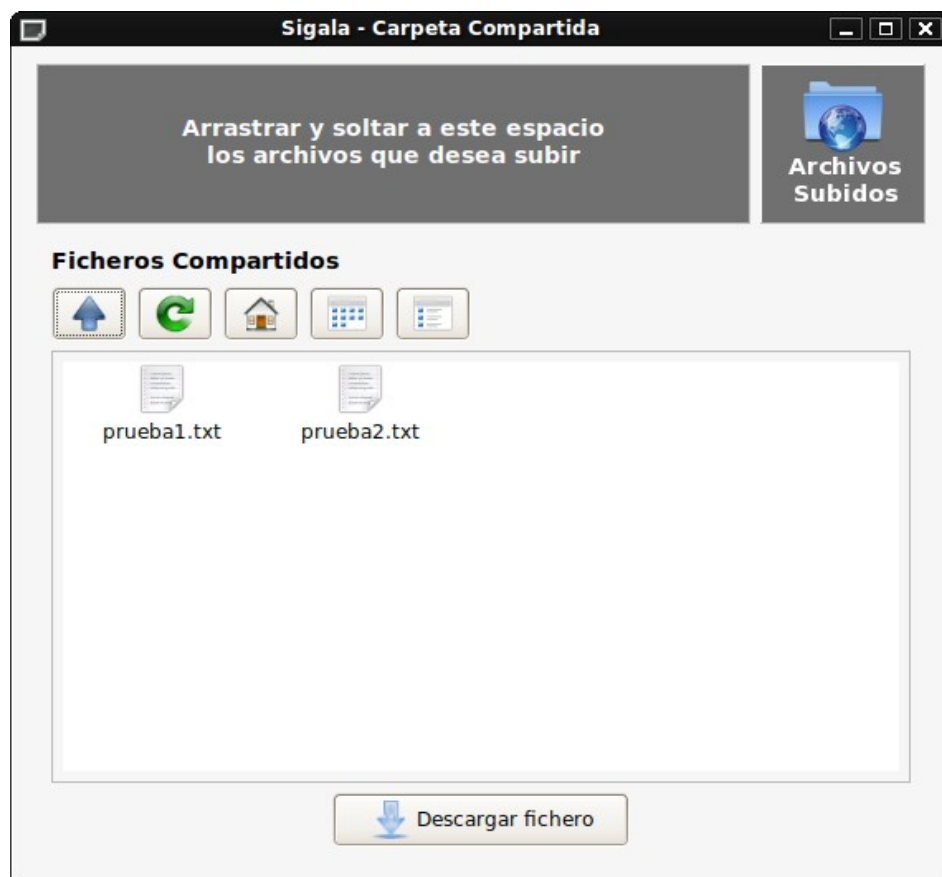 Sigala - Carpeta Compartida
Arrastrar y soltar a este espacio
los archivos que desea subir
Archivos
Subidos
Ficheros Compartidos
prueba1.txt
prueba2.txt
Descargar fichero